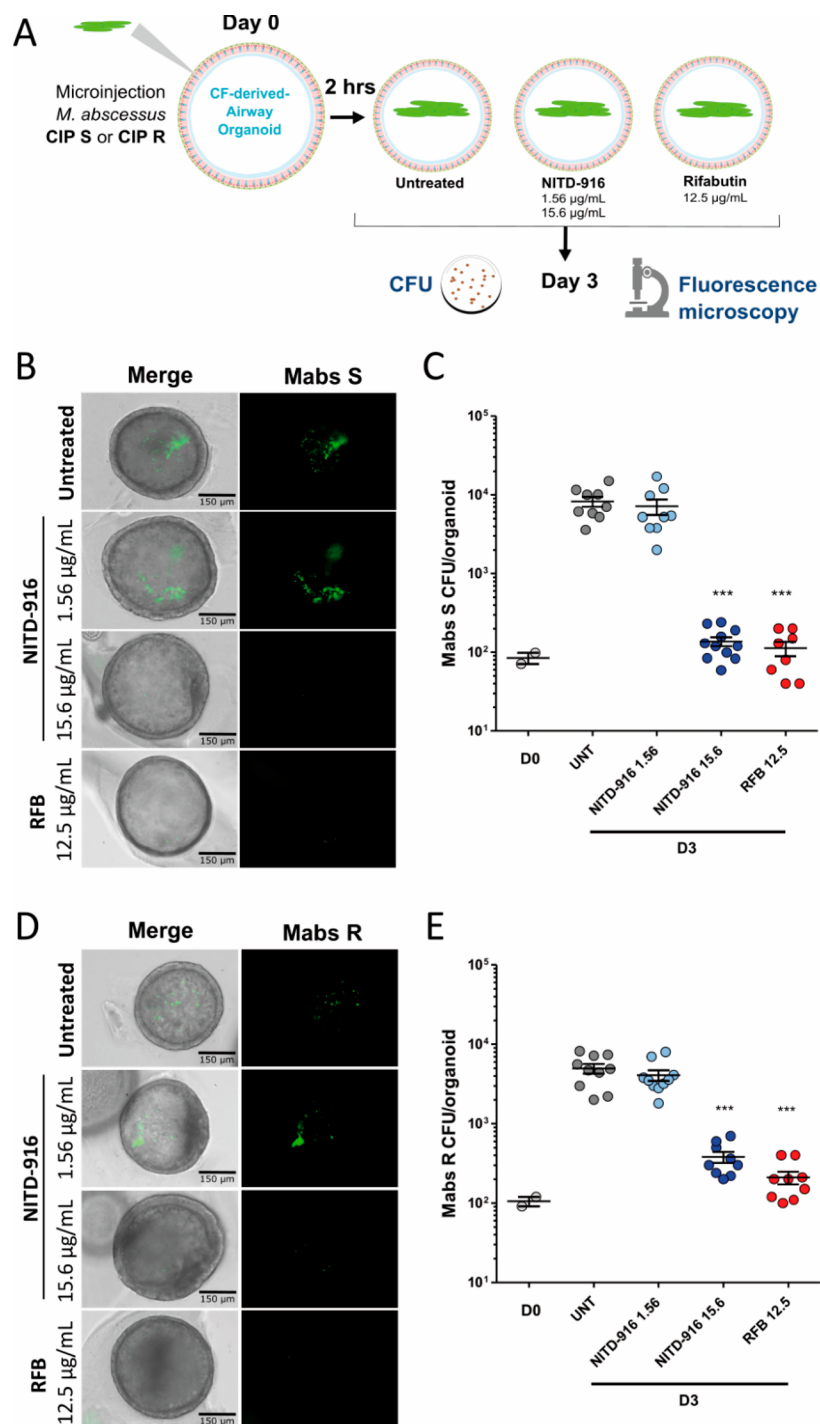 A
Day 0
Microinjection
M. abscessus
CIP S or CIP R
CF-derived-
Airway
Organoid
2 hrs
Untreated
NITD-916
1.56 µg/mL
15.6 µg/mL
Rifabutin
12.5 µg/mL
CFU
Day 3
Fluorescence
microscopy
B
Merge
Mabs S
Untreated
150 µm
NITD-916
1.56 µg/mL
150 µm
15.6 µg/mL
150 µm
RFB
12.5 µg/mL
150 µm
C
Mabs S CFU/organoid
10⁵
10⁴
10³
10²
10¹
***
***
D0
UNT
NITD-916 1.56
NITD-916 15.6
RFB 12.5
D3
D
Merge
Mabs R
Untreated
150 µm
NITD-916
1.56 µg/mL
150 µm
15.6 µg/mL
150 µm
RFB
12.5 µg/mL
150 µm
E
Mabs R CFU/organoid
10⁵
10⁴
10³
10²
10¹
***
***
D0
UNT
NITD-916 1.56
NITD-916 15.6
RFB 12.5
D3